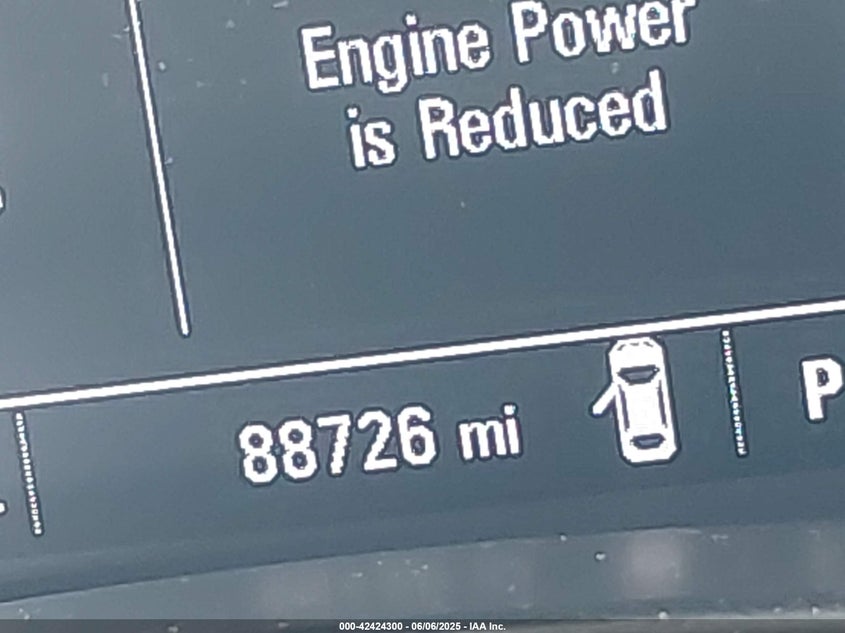 Engine Power
is Reduced
88726 mi
P
000-42424300 - 06/06/2025 - IAA Inc.